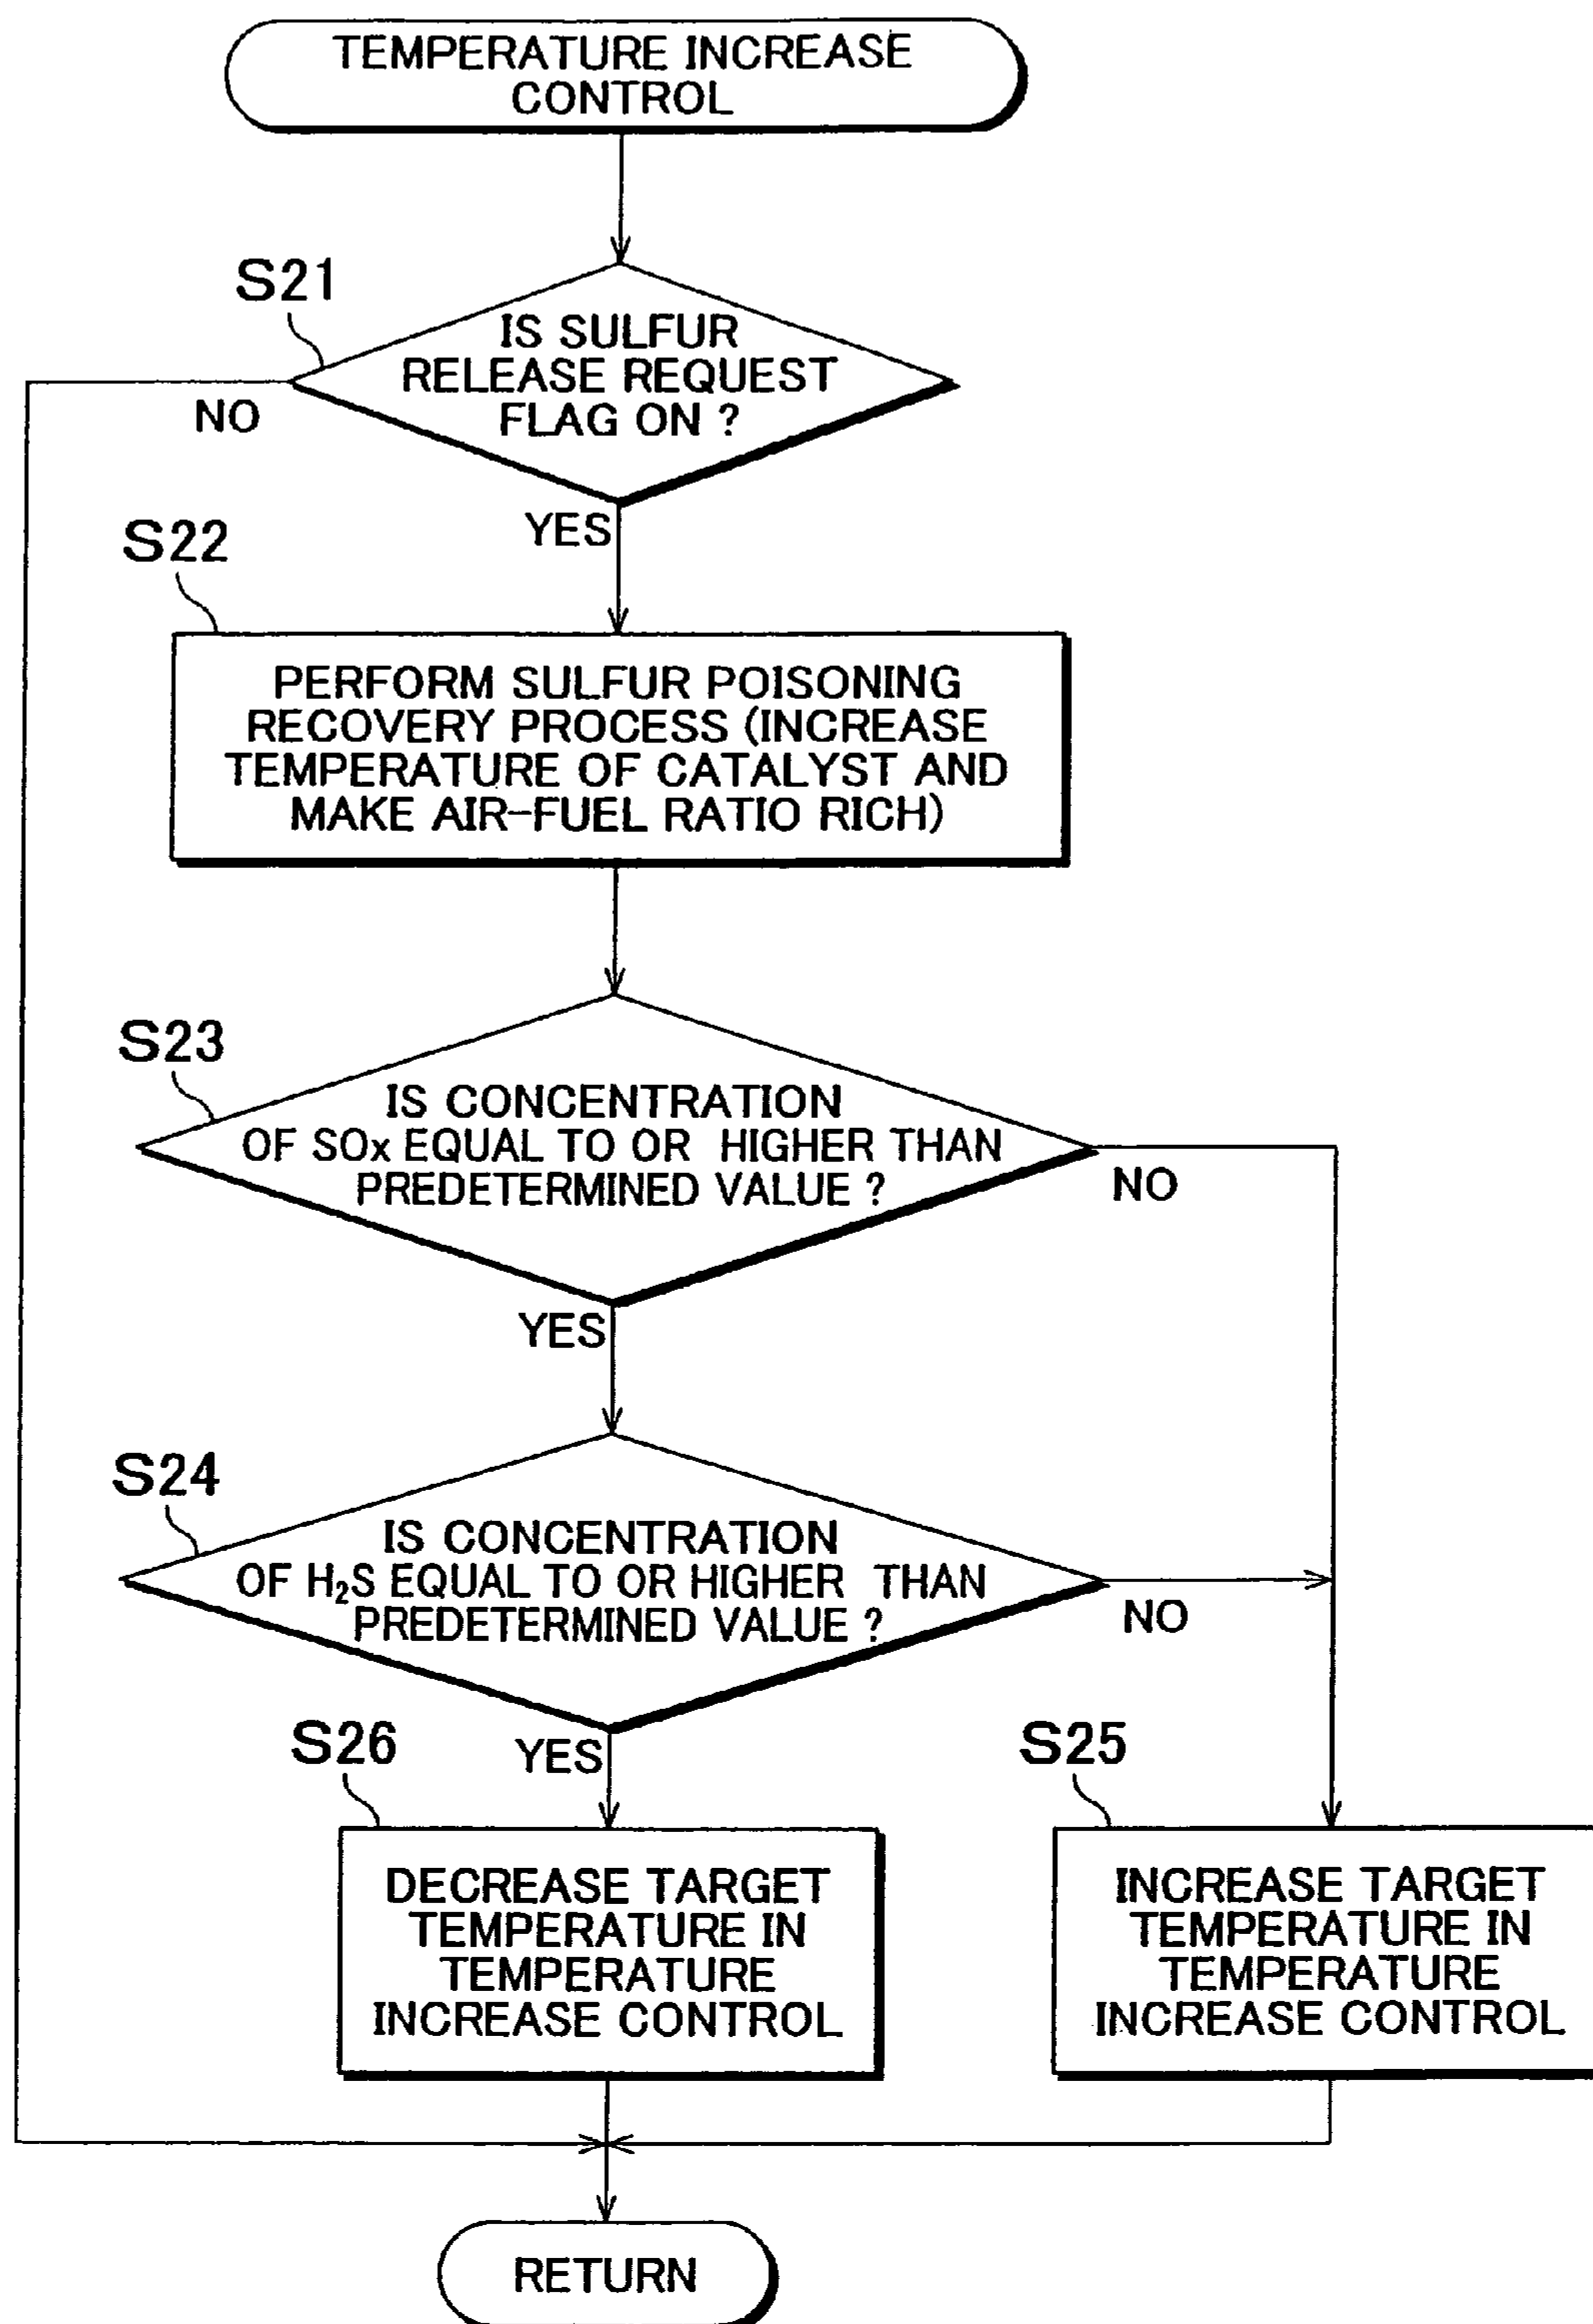 TEMPERATURE INCREASE
CONTROL
S21
IS SULFUR
RELEASE REQUEST
FLAG ON ?
NO
YES
S22
PERFORM SULFUR POISONING
RECOVERY PROCESS (INCREASE
TEMPERATURE OF CATALYST AND
MAKE AIR-FUEL RATIO RICH)
S23
IS CONCENTRATION
OF SOx EQUAL TO OR HIGHER THAN
PREDETERMINED VALUE ?
NO
YES
S24
IS CONCENTRATION
OF H₂S EQUAL TO OR HIGHER THAN
PREDETERMINED VALUE ?
NO
YES
S26
DECREASE TARGET
TEMPERATURE IN
TEMPERATURE
INCREASE CONTROL
S25
INCREASE TARGET
TEMPERATURE IN
TEMPERATURE
INCREASE CONTROL
RETURN